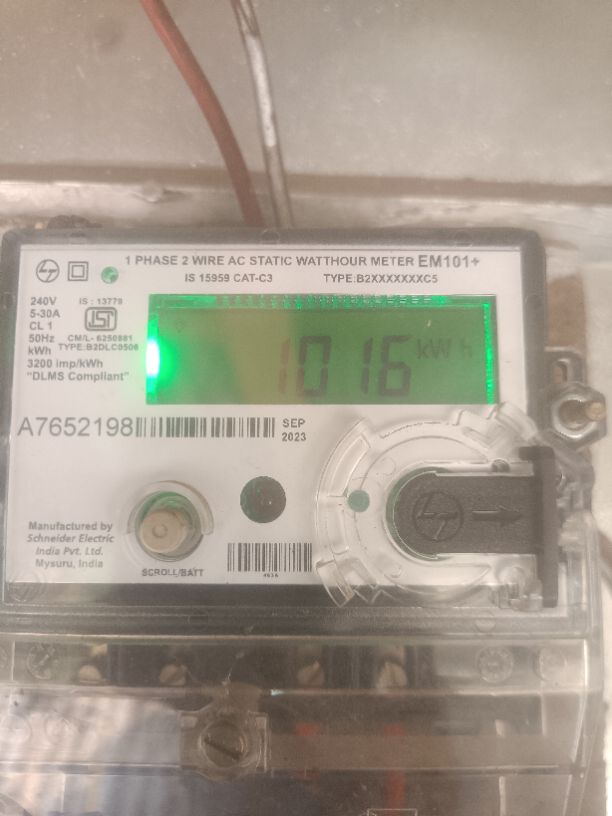 1 PHASE 2 WIRE AC STATIC WATTHOUR METER EM101+
IS 15959 CAT-C3 TYPE:B2XXXXXXXC5
240V IS : 13779
5-30A
CL 1
50Hz CM/L- 6250881
kWh TYPE:B2DLC0506
3200 imp/kWh
"DLMS Compliant"
1016 kWh
A7652198
SEP
2023
Manufactured by
Schneider Electric
India Pvt. Ltd.
Mysuru, India
SCROLL/BATT